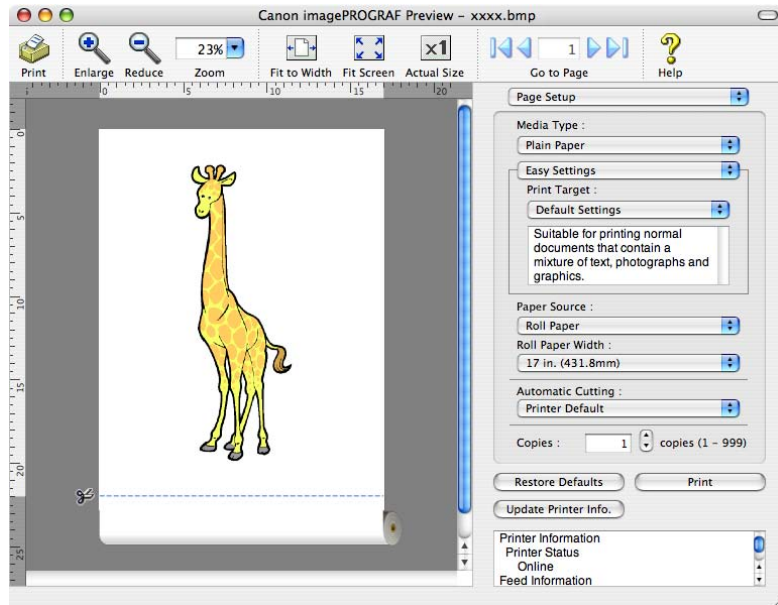 Canon imagePROGRAF Preview – xxxx.bmp
Print
Enlarge
Reduce
23%
Zoom
Fit to Width
Fit Screen
x1
Actual Size
1
Go to Page
Help
0 5 10 15 20
0
5
10
15
20
25
Page Setup
Media Type :
Plain Paper
Easy Settings
Print Target :
Default Settings
Suitable for printing normal
documents that contain a
mixture of text, photographs and
graphics.
Paper Source :
Roll Paper
Roll Paper Width :
17 in. (431.8mm)
Automatic Cutting :
Printer Default
Copies : 1 copies (1 – 999)
Restore Defaults
Print
Update Printer Info.
Printer Information
Printer Status
Online
Feed Information